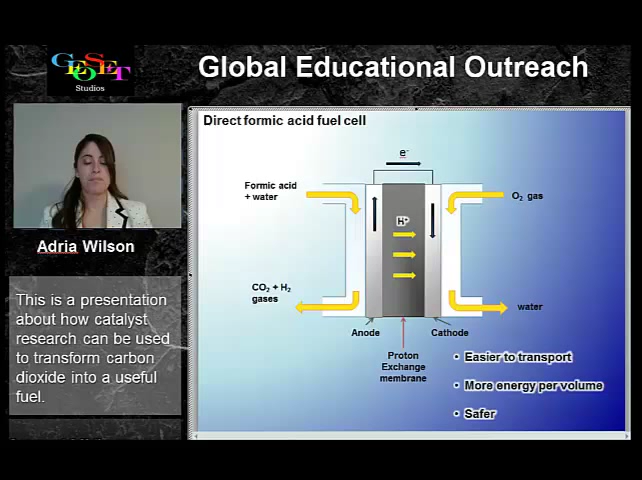 GEOSET
Studios
Global Educational Outreach
Adria Wilson
This is a presentation
about how catalyst
research can be used
to transform carbon
dioxide into a useful
fuel.
Direct formic acid fuel cell
e⁻
Formic acid
+ water
O₂ gas
H⁺
CO₂ + H₂
gases
water
Anode
Cathode
Proton
Exchange
membrane
• Easier to transport
• More energy per volume
• Safer